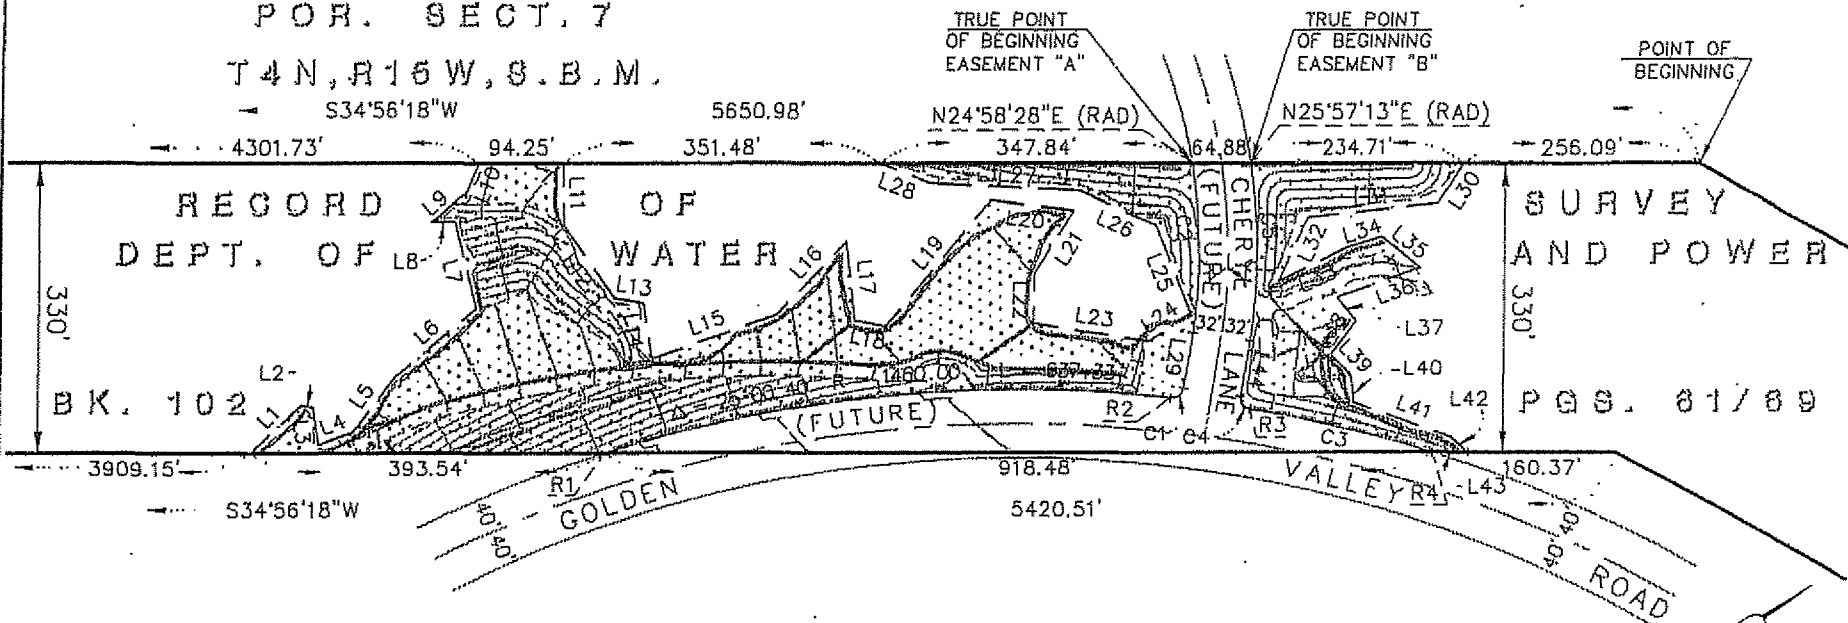 POR. SECT. 7
T4N, R15W, S.B.M.
TRUE POINT
OF BEGINNING
EASEMENT "A"
TRUE POINT
OF BEGINNING
EASEMENT "B"
POINT OF
BEGINNING
S34°56'18"W
5650.98'
N24°58'28"E (RAD)
N25°57'13"E (RAD)
4301.73'
94.25'
351.48'
347.84'
64.88'
234.71'
256.09'
RECORD OF SURVEY
DEPT. OF WATER AND POWER
BK. 102 PGS. 61/69
330'
330'
L1
L2
L4
L5
L6
L7
L8
L9
L11
L13
L15
L16
L17
L18
L19
L20
L21
L22
L23
L24
L25
L26
L27
L28
L29
L30
L32
L34
L35
L36
L37
L39
L40
L41
L42
L43
CHERYE
LANE
(FUTURE)
32' 32'
1460.00
(FUTURE)
R1
R2
R3
R4
C1
C4
C3
3909.15'
393.54'
918.48'
160.37'
S34°56'18"W
5420.51'
GOLDEN
VALLEY
ROAD
40' 40'
40' 40'